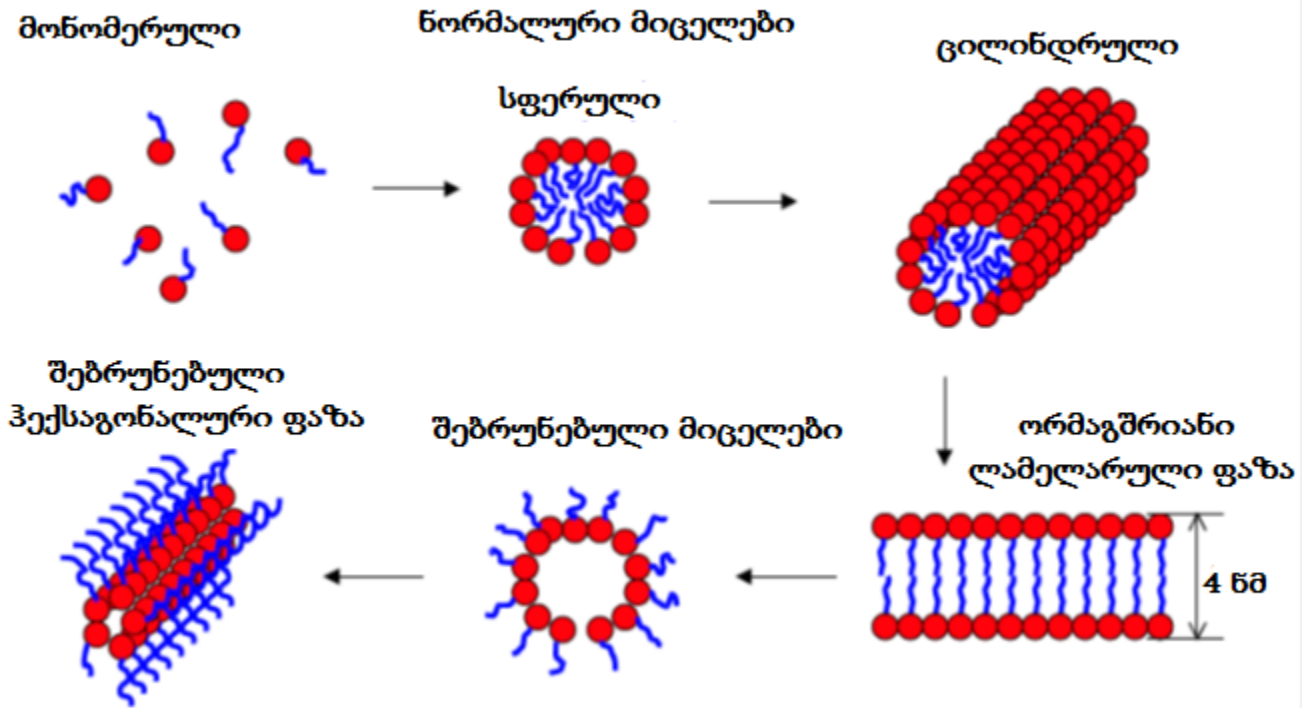 მონომერული
ნორმალური მიცელები
სფერული
ცილინდრული
ორმაგშრიანი
ლამელარული ფაზა
4 ნმ
შებრუნებული მიცელები
შებრუნებული
ჰექსაგონალური ფაზა